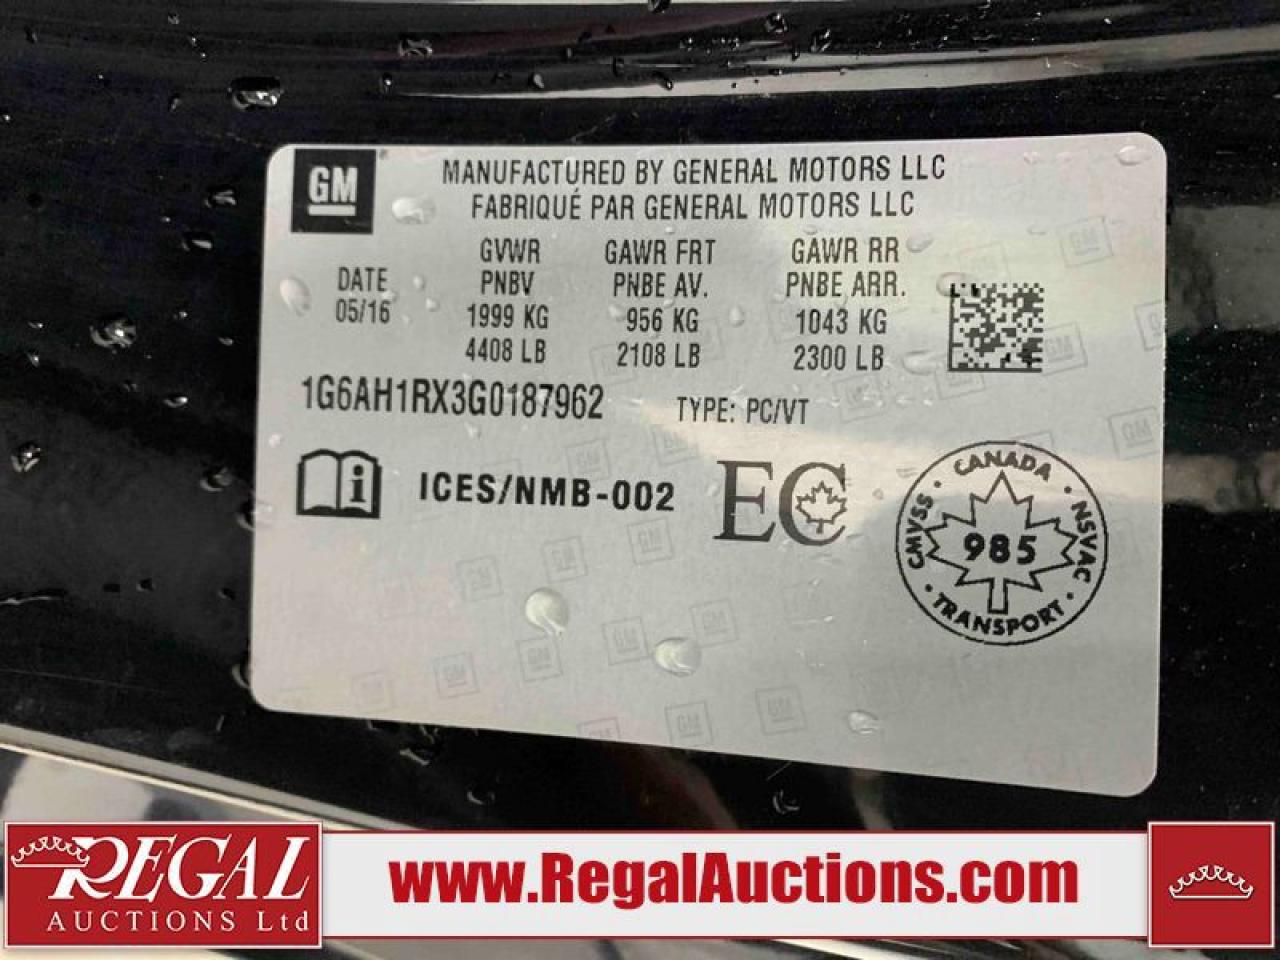 GM
MANUFACTURED BY GENERAL MOTORS LLC
FABRIQUÉ PAR GENERAL MOTORS LLC
DATE
05/16
GVWR
PNBV
1999 KG
4408 LB
GAWR FRT
PNBE AV.
956 KG
2108 LB
GAWR RR
PNBE ARR.
1043 KG
2300 LB
1G6AH1RX3G0187962 TYPE: PC/VT
i ICES/NMB-002 EC
CANADA
CMVSS 985 NSVAC
TRANSPORT
REGAL
AUCTIONS Ltd
www.RegalAuctions.com